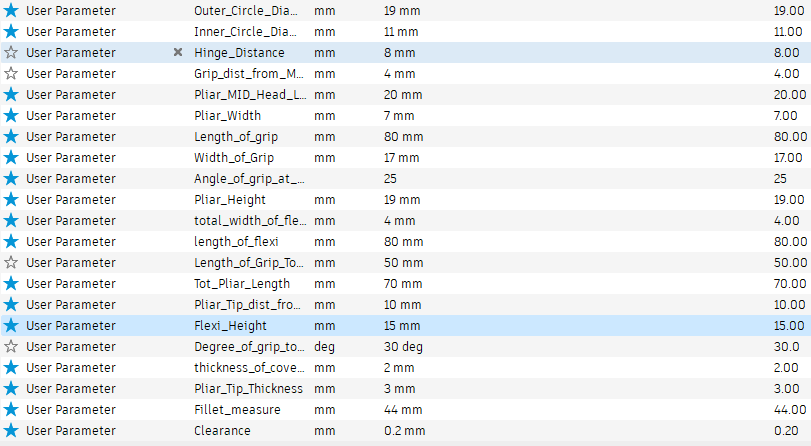 User Parameter Outer_Circle_Dia... mm 19 mm 19.00
User Parameter Inner_Circle_Dia... mm 11 mm 11.00
User Parameter Hinge_Distance mm 8 mm 8.00
User Parameter Grip_dist_from_M... mm 4 mm 4.00
User Parameter Pliar_MID_Head_L... mm 20 mm 20.00
User Parameter Pliar_Width mm 7 mm 7.00
User Parameter Length_of_grip mm 80 mm 80.00
User Parameter Width_of_Grip mm 17 mm 17.00
User Parameter Angle_of_grip_at_... 25 25
User Parameter Pliar_Height mm 19 mm 19.00
User Parameter total_width_of_fle... mm 4 mm 4.00
User Parameter length_of_flexi mm 80 mm 80.00
User Parameter Length_of_Grip_To... mm 50 mm 50.00
User Parameter Tot_Pliar_Length mm 70 mm 70.00
User Parameter Pliar_Tip_dist_fro... mm 10 mm 10.00
User Parameter Flexi_Height mm 15 mm 15.00
User Parameter Degree_of_grip_to... deg 30 deg 30.0
User Parameter thickness_of_cove... mm 2 mm 2.00
User Parameter Pliar_Tip_Thickness mm 3 mm 3.00
User Parameter Fillet_measure mm 44 mm 44.00
User Parameter Clearance mm 0.2 mm 0.20